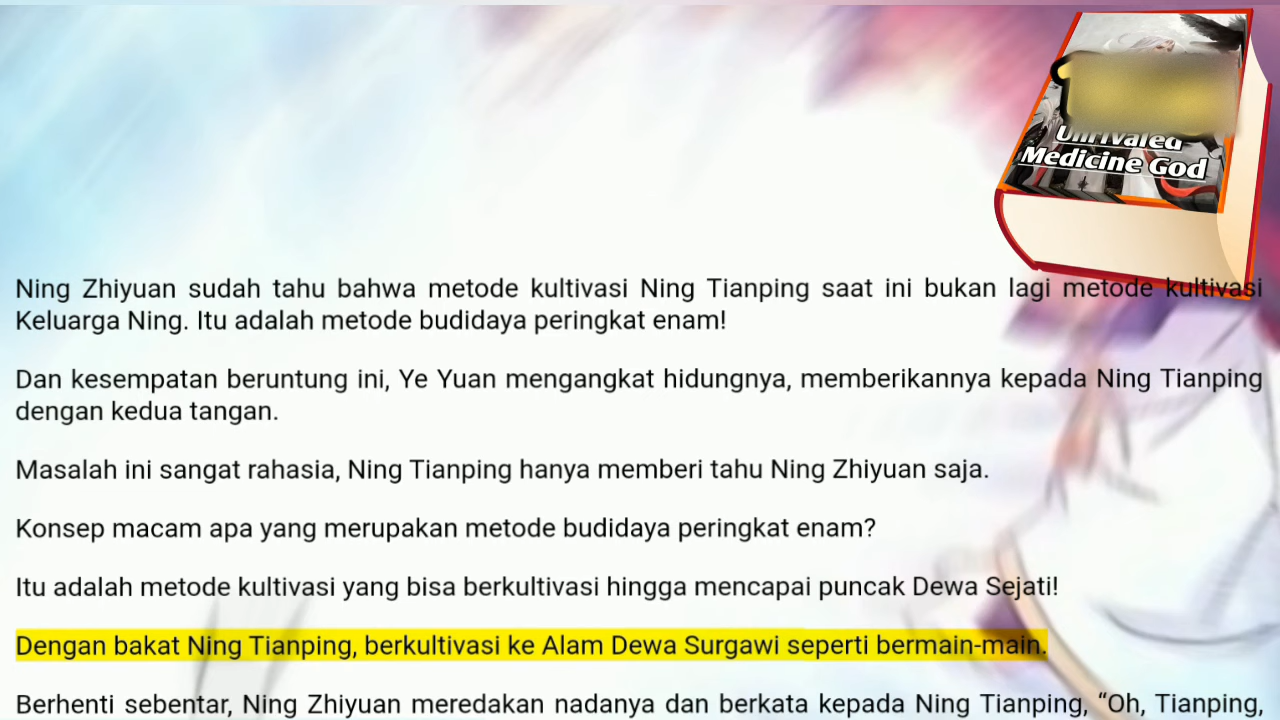 Unrivaled
Medicine God
Ning Zhiyuan sudah tahu bahwa metode kultivasi Ning Tianping saat ini bukan lagi metode kultivasi
Keluarga Ning. Itu adalah metode budidaya peringkat enam!
Dan kesempatan beruntung ini, Ye Yuan mengangkat hidungnya, memberikannya kepada Ning Tianping
dengan kedua tangan.
Masalah ini sangat rahasia, Ning Tianping hanya memberi tahu Ning Zhiyuan saja.
Konsep macam apa yang merupakan metode budidaya peringkat enam?
Itu adalah metode kultivasi yang bisa berkultivasi hingga mencapai puncak Dewa Sejati!
Dengan bakat Ning Tianping, berkultivasi ke Alam Dewa Surgawi seperti bermain-main.
Berhenti sebentar, Ning Zhiyuan meredakan nadanya dan berkata kepada Ning Tianping, “Oh, Tianping,